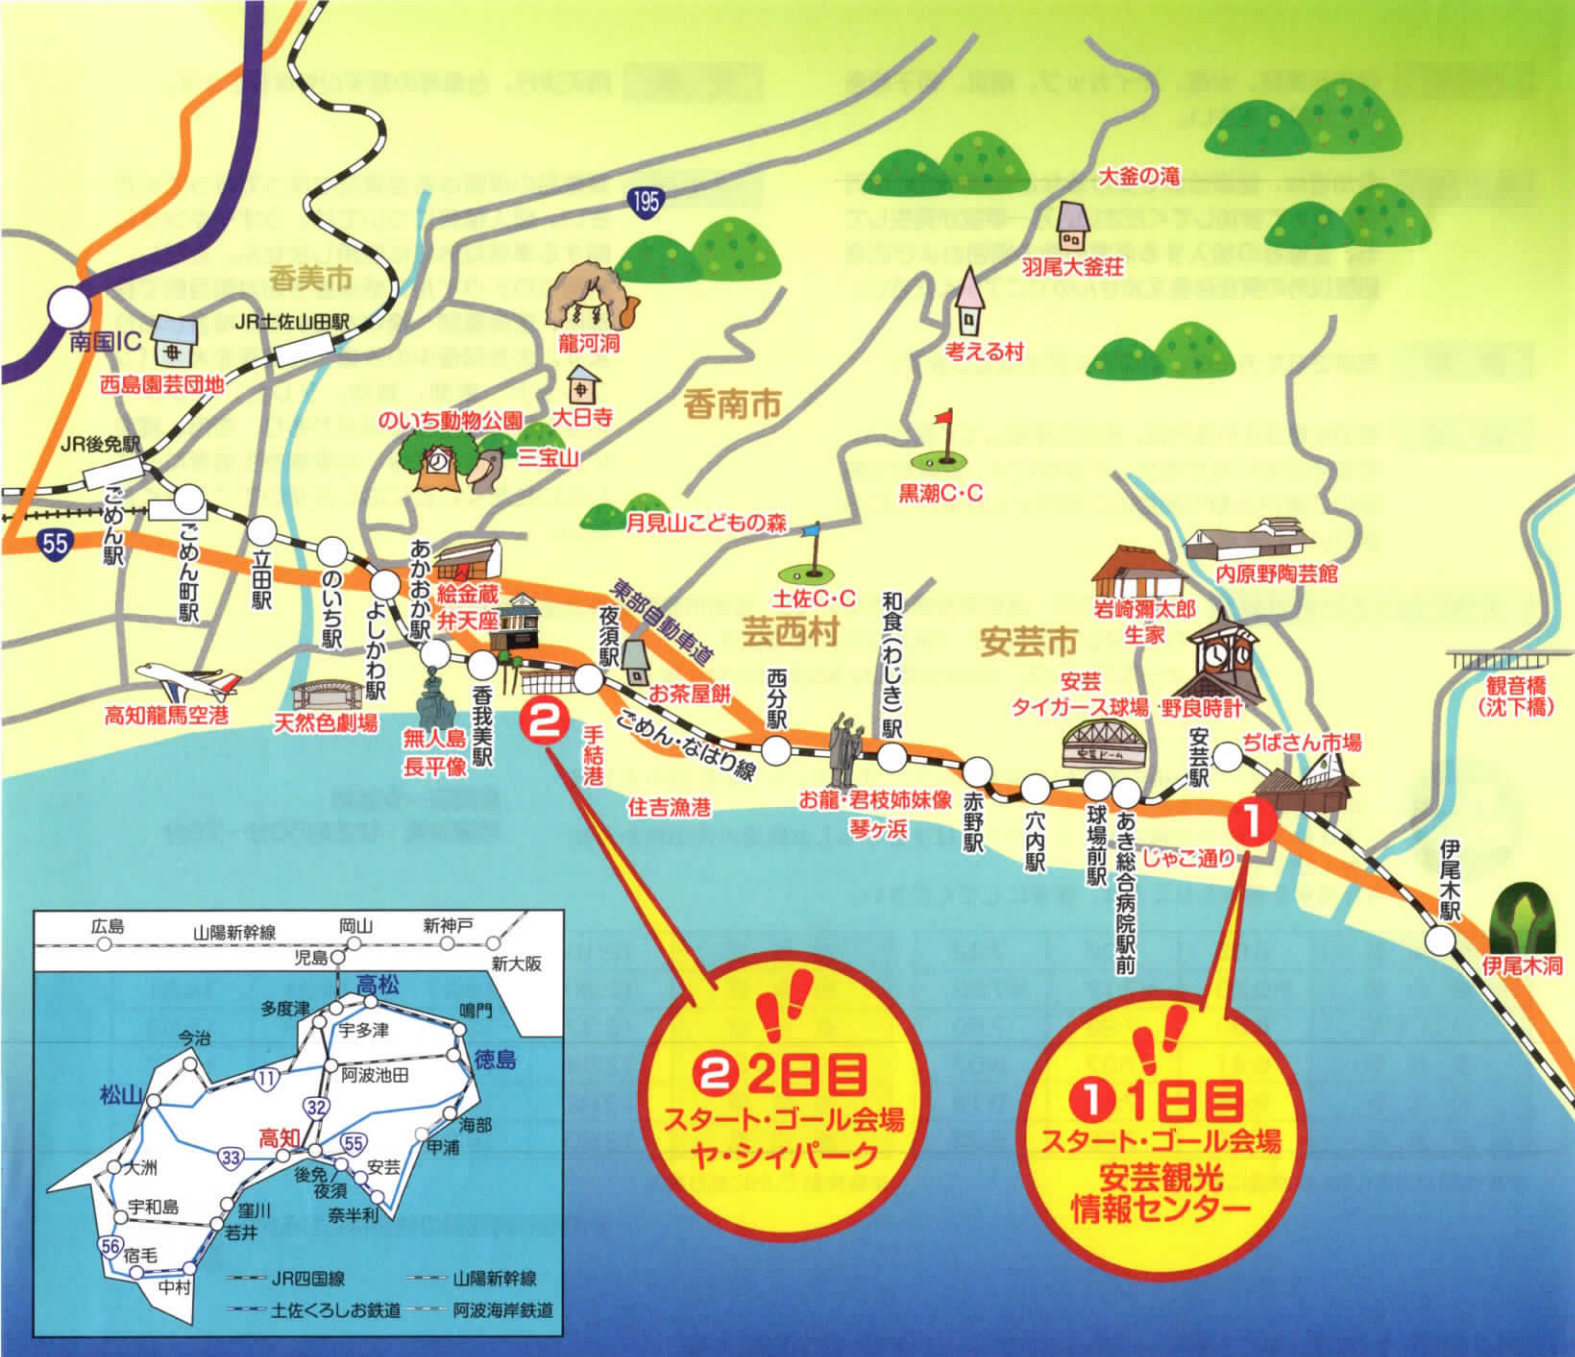 195
大釜の滝
羽尾大釜荘
香美市
JR土佐山田駅
南国IC
西島園芸団地
龍河洞
考える村
大日寺
香南市
のいち動物公園
三宝山
JR後免駅
黒潮C・C
月見山こどもの森
55
ごめん駅
ごめん町駅
立田駅
のいち駅
よしかわ駅
あかおか駅
絵金蔵
弁天座
香我美駅
夜須駅
東部自動車道
土佐C・C
芸西村
和食(わじき)駅
安芸市
岩崎彌太郎
生家
内原野陶芸館
観音橋
(沈下橋)
高知龍馬空港
天然色劇場
無人島
長平像
2
手結港
お茶屋餅
ごめん・なはり線
西分駅
住吉漁港
お龍・君枝姉妹像
琴ヶ浜
赤野駅
安芸
タイガース球場
野良時計
安芸ドーム
穴内駅
球場前駅
あき総合病院駅前
安芸駅
ぢばさん市場
1
じゃこ通り
伊尾木駅
伊尾木洞
2 2日目
スタート・ゴール会場
ヤ・シィパーク
1 1日目
スタート・ゴール会場
安芸観光
情報センター
広島
山陽新幹線
岡山
新神戸
児島
新大阪
高松
多度津
宇多津
鳴門
今治
徳島
阿波池田
松山
11
32
海部
高知
55
甲浦
33
後免
安芸
大洲
夜須
奈半利
宇和島
窪川
若井
56
宿毛
中村
JR四国線
山陽新幹線
土佐くろしお鉄道
阿波海岸鉄道